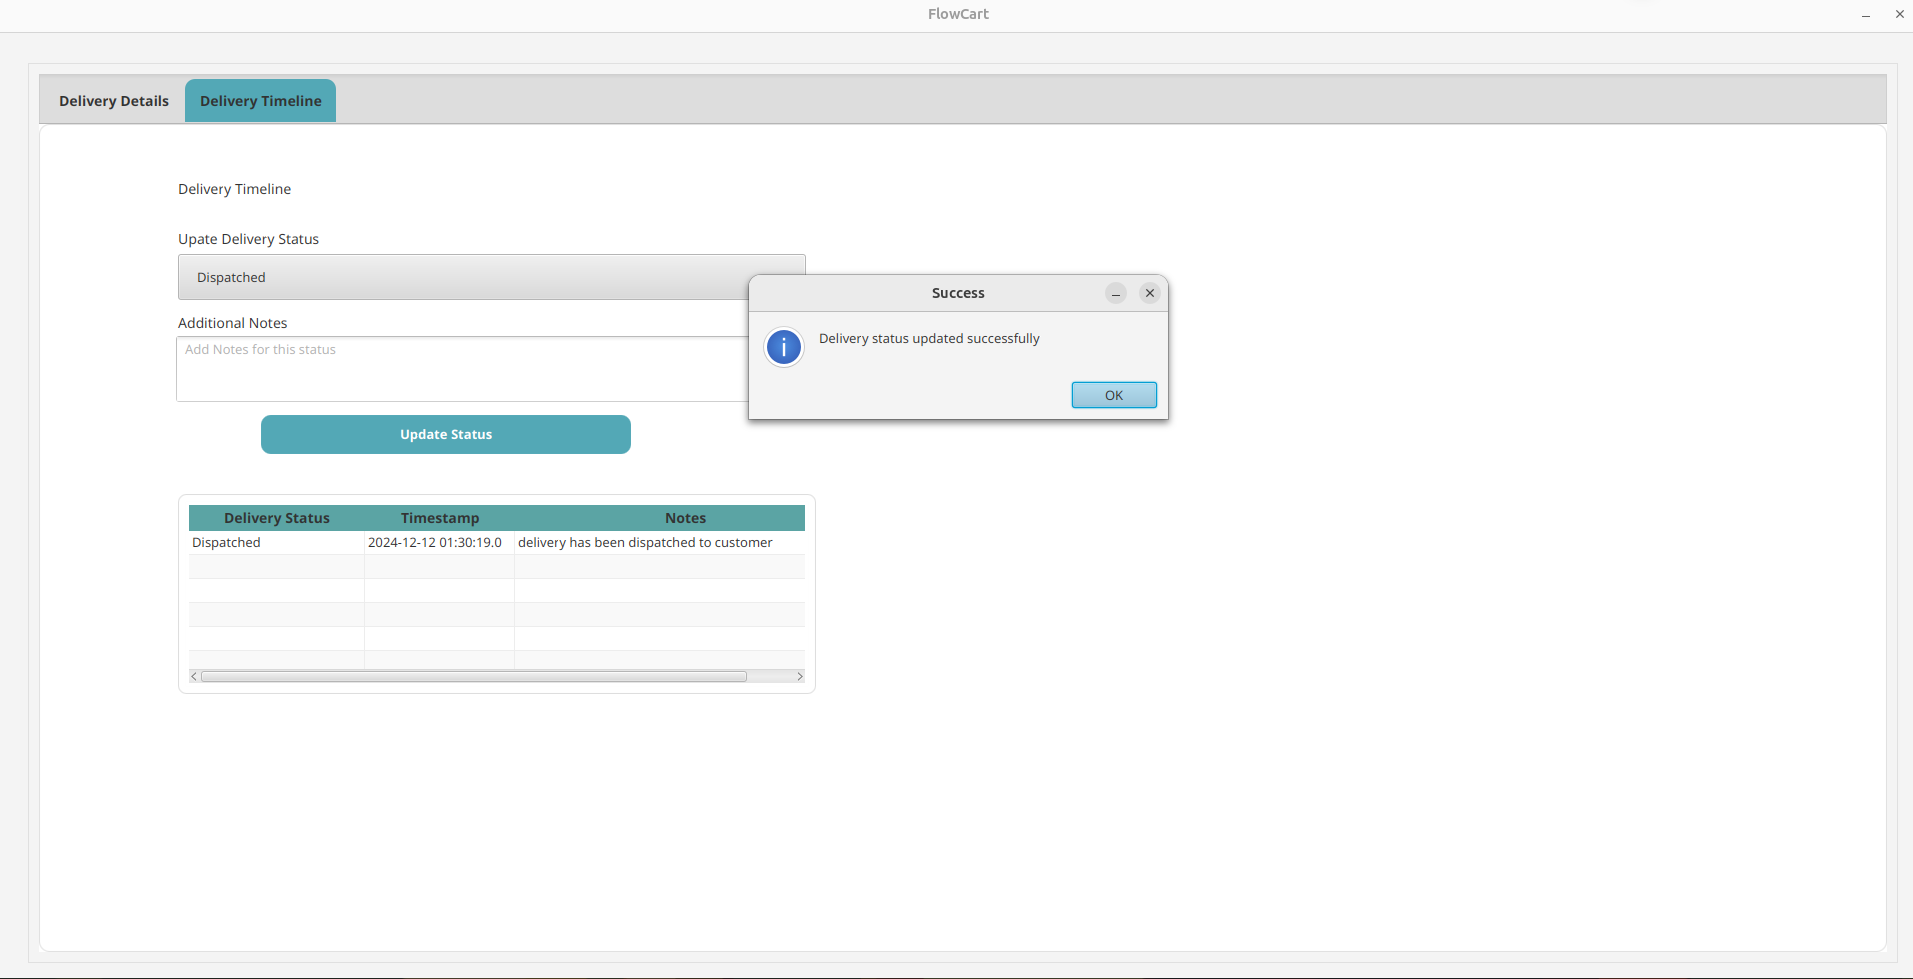 FlowCart
Delivery Details
Delivery Timeline
Delivery Timeline
Upate Delivery Status
Dispatched
Additional Notes
Add Notes for this status
Update Status
Success
Delivery status updated successfully
OK
Delivery Status Timestamp Notes
Dispatched 2024-12-12 01:30:19.0 delivery has been dispatched to customer